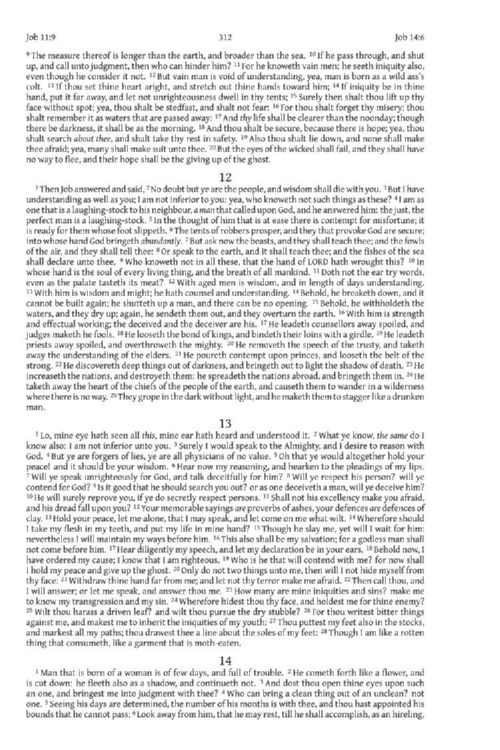 Job 11:9 312 Job 14:6
9 The measure thereof is longer than the earth, and broader than the sea. 10 If he pass through, and shut
up, and call unto judgment, then who can hinder him? 11 For he knoweth vain men: he seeth iniquity also,
even though he consider it not. 12 But vain man is void of understanding, yea, man is born as a wild ass's
colt. 13 If thou set thine heart aright, and stretch out thine hands toward him; 14 If iniquity be in thine
hand, put it far away, and let not unrighteousness dwell in thy tents; 15 Surely then shalt thou lift up thy
face without spot; yea, thou shalt be stedfast, and shalt not fear: 16 For thou shalt forget thy misery; thou
shalt remember it as waters that are passed away: 17 And thy life shall be clearer than the noonday; though
there be darkness, it shall be as the morning. 18 And thou shalt be secure, because there is hope; yea, thou
shalt search about thee, and shalt take thy rest in safety. 19 Also thou shalt lie down, and none shall make
thee afraid; yea, many shall make suit unto thee. 20 But the eyes of the wicked shall fail, and they shall have
no way to flee, and their hope shall be the giving up of the ghost.
12
1 Then Job answered and said, 2 No doubt but ye are the people, and wisdom shall die with you. 3 But I have
understanding as well as you; I am not inferior to you: yea, who knoweth not such things as these? 4 I am as
one that is a laughing-stock to his neighbour, a man that called upon God, and he answered him: the just, the
perfect man is a laughing-stock. 5 In the thought of him that is at ease there is contempt for misfortune; it
is ready for them whose foot slippeth. 6 The tents of robbers prosper, and they that provoke God are secure;
into whose hand God bringeth abundantly. 7 But ask now the beasts, and they shall teach thee; and the fowls
of the air, and they shall tell thee: 8 Or speak to the earth, and it shall teach thee; and the fishes of the sea
shall declare unto thee. 9 Who knoweth not in all these, that the hand of LORD hath wrought this? 10 In
whose hand is the soul of every living thing, and the breath of all mankind. 11 Doth not the ear try words,
even as the palate tasteth its meat? 12 With aged men is wisdom, and in length of days understanding.
13 With him is wisdom and might; he hath counsel and understanding. 14 Behold, he breaketh down, and it
cannot be built again; he shutteth up a man, and there can be no opening. 15 Behold, he withholdeth the
waters, and they dry up; again, he sendeth them out, and they overturn the earth. 16 With him is strength
and effectual working; the deceived and the deceiver are his. 17 He leadeth counsellors away spoiled, and
judges maketh he fools. 18 He looseth the bond of kings, and bindeth their loins with a girdle. 19 He leadeth
priests away spoiled, and overthroweth the mighty. 20 He removeth the speech of the trusty, and taketh
away the understanding of the elders. 21 He poureth contempt upon princes, and looseth the belt of the
strong. 22 He discovereth deep things out of darkness, and bringeth out to light the shadow of death. 23 He
increaseth the nations, and destroyeth them: he spreadeth the nations abroad, and bringeth them in. 24 He
taketh away the heart of the chiefs of the people of the earth, and causeth them to wander in a wilderness
where there is no way. 25 They grope in the dark without light, and he maketh them to stagger like a drunken
man.
13
1 Lo, mine eye hath seen all this, mine ear hath heard and understood it. 2 What ye know, the same do I
know also: I am not inferior unto you. 3 Surely I would speak to the Almighty, and I desire to reason with
God. 4 But ye are forgers of lies, ye are all physicians of no value. 5 Oh that ye would altogether hold your
peace! and it should be your wisdom. 6 Hear now my reasoning, and hearken to the pleadings of my lips.
7 Will ye speak unrighteously for God, and talk deceitfully for him? 8 Will ye respect his person? will ye
contend for God? 9 Is it good that he should search you out? or as one deceiveth a man, will ye deceive him?
10 He will surely reprove you, if ye do secretly respect persons. 11 Shall not his excellency make you afraid,
and his dread fall upon you? 12 Your memorable sayings are proverbs of ashes, your defences are defences of
clay. 13 Hold your peace, let me alone, that I may speak, and let come on me what wilt. 14 Wherefore should
I take my flesh in my teeth, and put my life in mine hand? 15 Though he slay me, yet will I wait for him:
nevertheless I will maintain my ways before him. 16 This also shall be my salvation; for a godless man shall
not come before him. 17 Hear diligently my speech, and let my declaration be in your ears. 18 Behold now, I
have ordered my cause; I know that I am righteous. 19 Who is he that will contend with me? for now shall
I hold my peace and give up the ghost. 20 Only do not two things unto me, then will I not hide myself from
thy face: 21 Withdraw thine hand far from me; and let not thy terror make me afraid. 22 Then call thou, and
I will answer; or let me speak, and answer thou me. 23 How many are mine iniquities and sins? make me
to know my transgression and my sin. 24 Wherefore hidest thou thy face, and holdest me for thine enemy?
25 Wilt thou harass a driven leaf? and wilt thou pursue the dry stubble? 26 For thou writest bitter things
against me, and makest me to inherit the iniquities of my youth: 27 Thou puttest my feet also in the stocks,
and markest all my paths; thou drawest thee a line about the soles of my feet: 28 Though I am like a rotten
thing that consumeth, like a garment that is moth-eaten.
14
1 Man that is born of a woman is of few days, and full of trouble. 2 He cometh forth like a flower, and
is cut down: he fleeth also as a shadow, and continueth not. 3 And dost thou open thine eyes upon such
an one, and bringest me into judgment with thee? 4 Who can bring a clean thing out of an unclean? not
one. 5 Seeing his days are determined, the number of his months is with thee, and thou hast appointed his
bounds that he cannot pass; 6 Look away from him, that he may rest, till he shall accomplish, as an hireling,